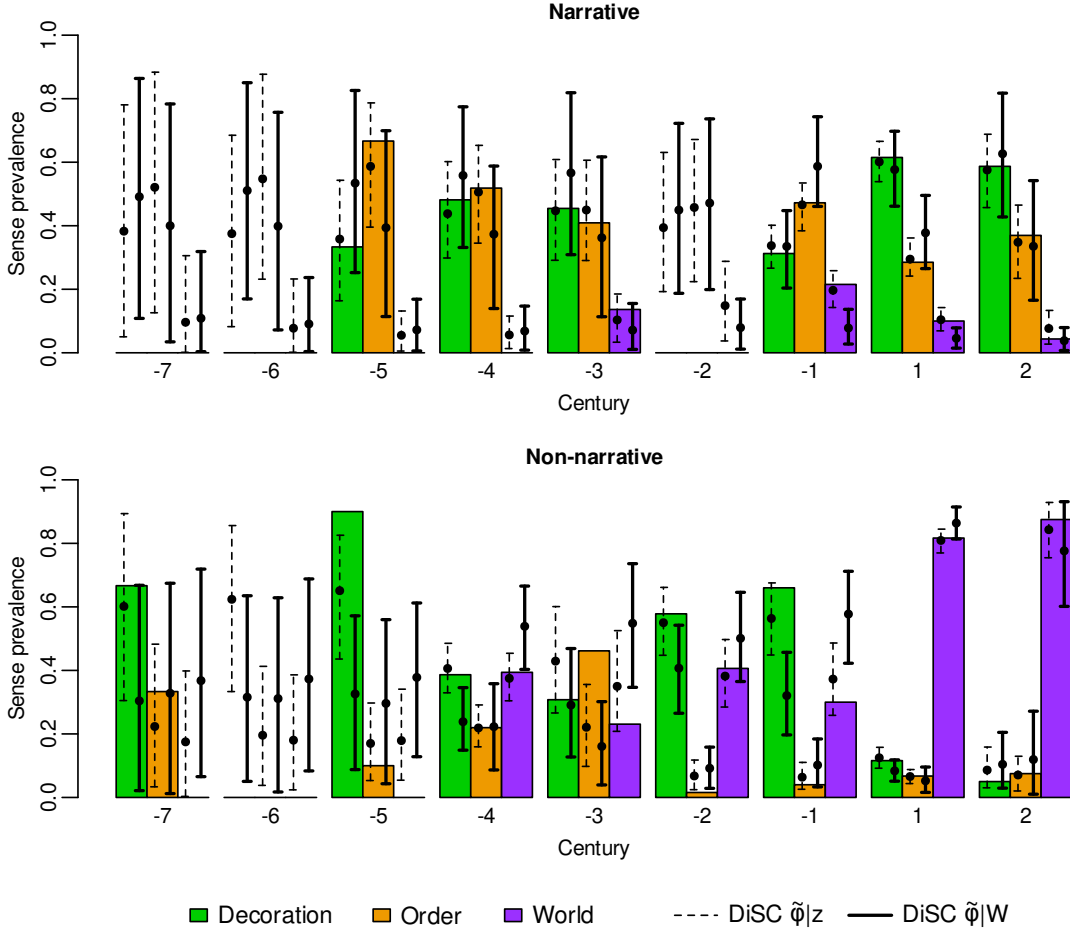 Narrative
Sense prevalence
0.0 0.2 0.4 0.6 0.8 1.0
-7 -6 -5 -4 -3 -2 -1 1 2
Century
Non-narrative
Sense prevalence
0.0 0.2 0.4 0.6 0.8 1.0
-7 -6 -5 -4 -3 -2 -1 1 2
Century
Decoration Order World DiSC φ̃|z DiSC φ̃|W